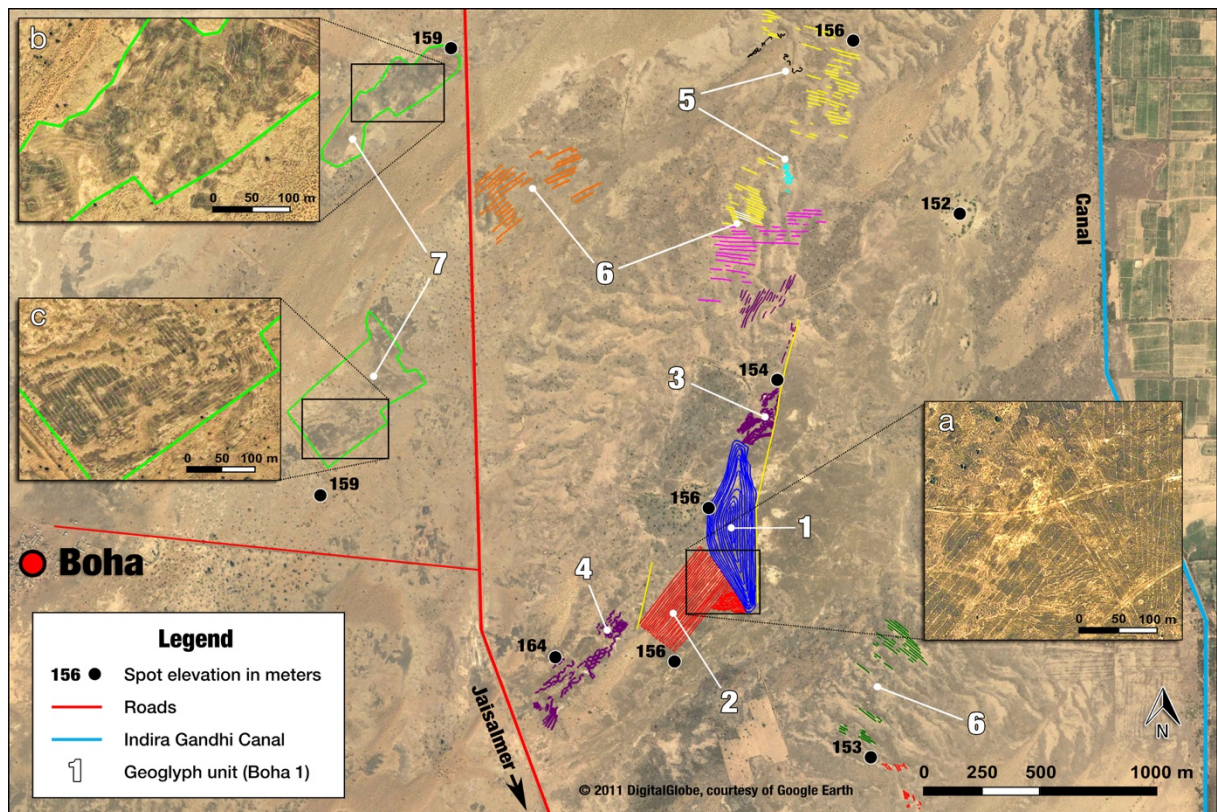 b
0 50 100 m
159
156
5
Canal
152
6
7
c
0 50 100 m
154
3
a
0 50 100 m
159
156
1
Boha
4
164
156
2
6
153
Jaisalmer
N
0 250 500 1000 m
© 2011 DigitalGlobe, courtesy of Google Earth
Legend
156 Spot elevation in meters
Roads
Indira Gandhi Canal
1 Geoglyph unit (Boha 1)